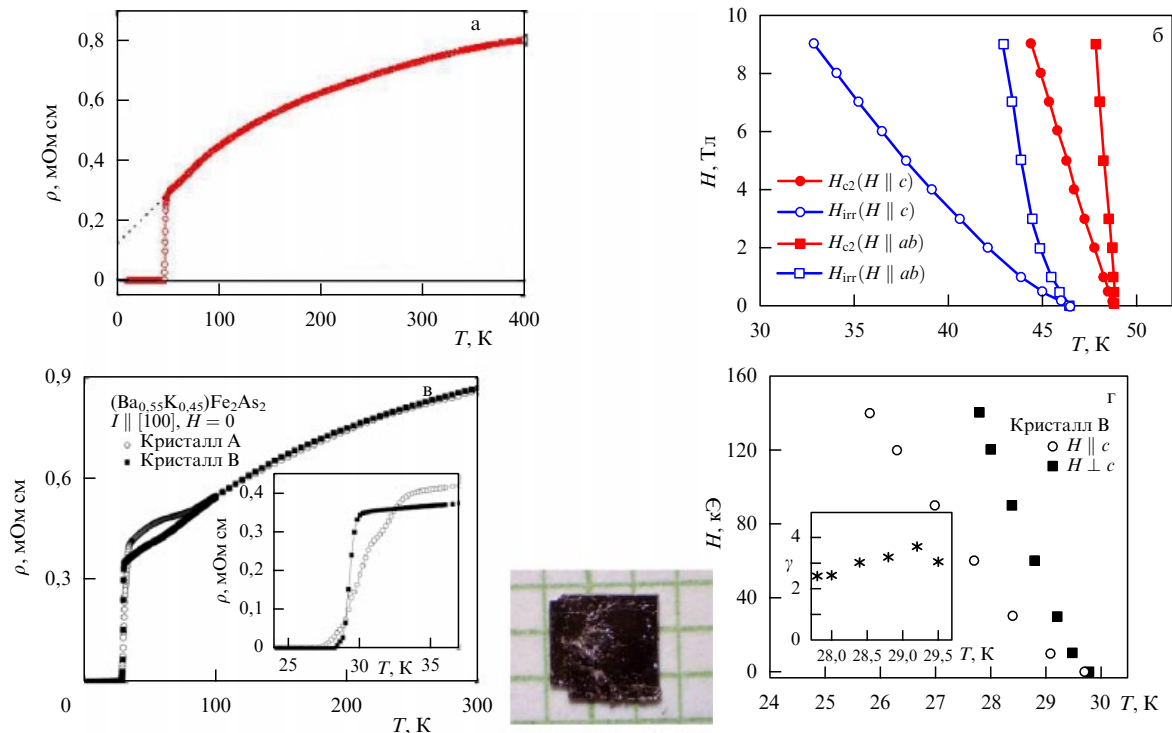 а
0,8
0,6
0,4
0,2
0
ρ, мОм см
0
100
200
300
400
T, К
б
10
8
6
4
2
0
H, Тл
H_c2(H ∥ c)
H_irr(H ∥ c)
H_c2(H ∥ ab)
H_irr(H ∥ ab)
30
35
40
45
50
T, К
в
0,9
0,6
0,3
0
ρ, мОм см
(Ba0,55K0,45)Fe2As2
I ∥ [100], H = 0
Кристалл A
Кристалл B
0,4
0,3
0,2
0,1
0
ρ, мОм см
25
30
35
T, К
100
200
300
T, К
г
160
120
80
40
0
H, кЭ
Кристалл B
H ∥ c
H ⊥ c
4
γ
2
0
28,0
28,5
29,0
29,5
T, К
24
25
26
27
28
29
30
T, К